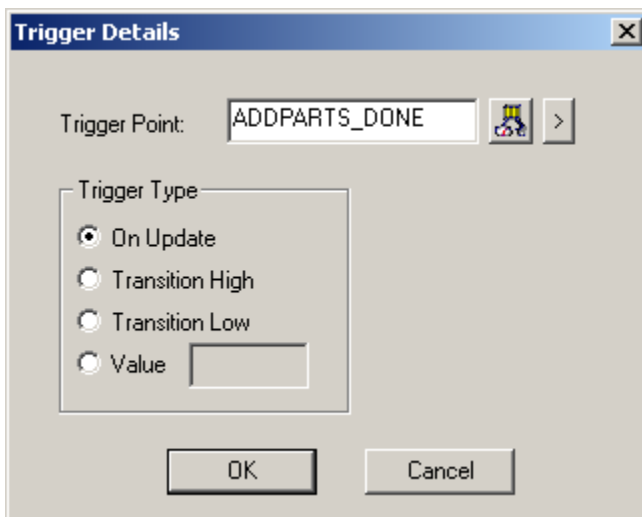 Trigger Details
Trigger Point: ADDPARTS_DONE >
Trigger Type
On Update
Transition High
Transition Low
Value
OK Cancel